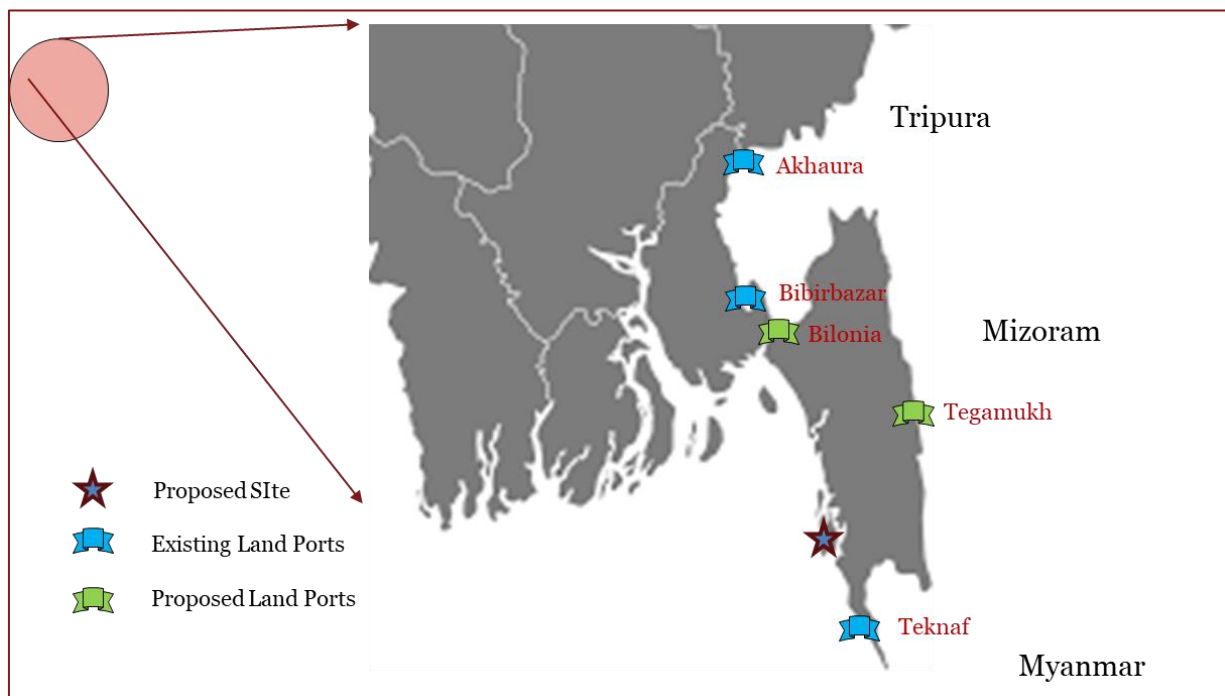 Tripura
Akhaura
Bibirbazar
Mizoram
Bilonia
Tegamukh
Proposed SIte
Existing Land Ports
Proposed Land Ports
Teknaf
Myanmar